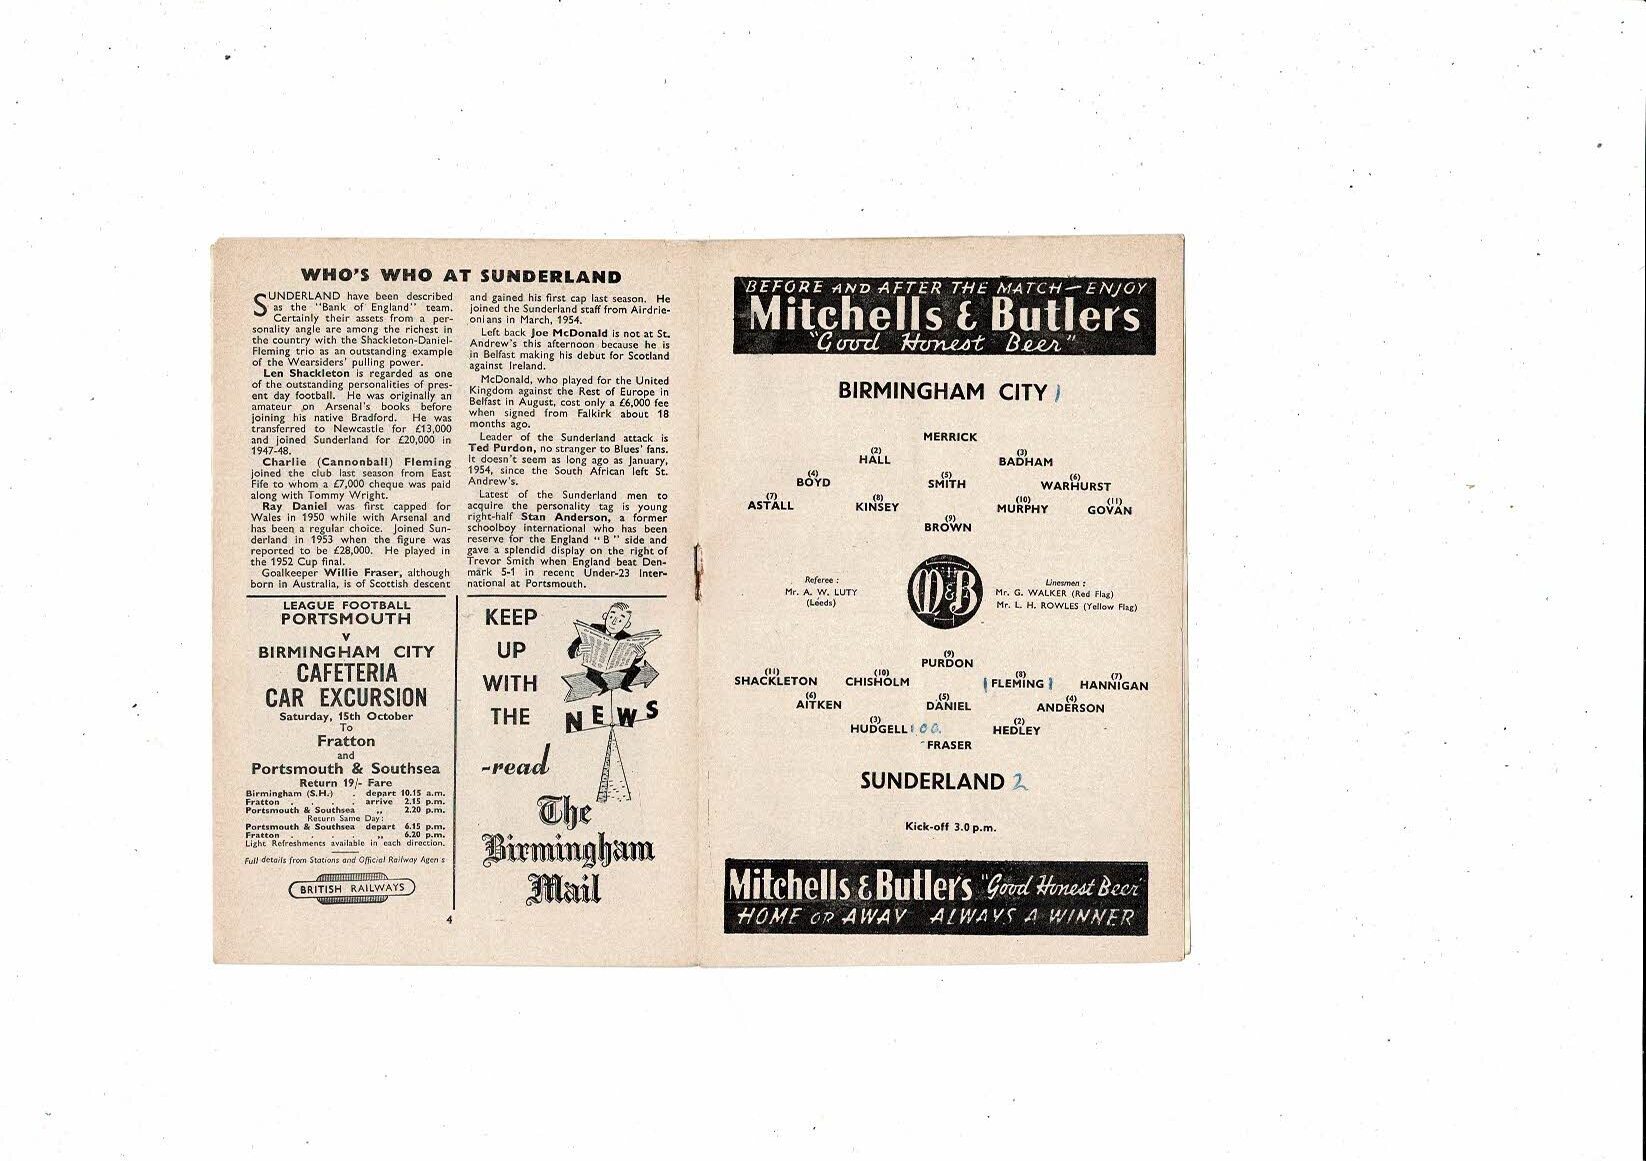 WHO'S WHO AT SUNDERLAND
SUNDERLAND have been described
as the "Bank of England" team.
Certainly their assets from a per-
sonality angle are among the richest in
the country with the Shackleton-Daniel-
Fleming trio as an outstanding example
of the Wearsiders' pulling power.
Len Shackleton is regarded as one
of the outstanding personalities of pres-
ent day football. He was originally an
amateur on Arsenal's books before
joining his native Bradford. He was
transferred to Newcastle for £13,000
and joined Sunderland for £20,000 in
1947-48.
Charlie (Cannonball) Fleming
joined the club last season from East
Fife to whom a £7,000 cheque was paid
along with Tommy Wright.
Ray Daniel was first capped for
Wales in 1950 while with Arsenal and
has been a regular choice. Joined Sun-
derland in 1953 when the figure was
reported to be £28,000. He played in
the 1952 Cup final.
Goalkeeper Willie Fraser, although
born in Australia, is of Scottish descent
and gained his first cap last season. He
joined the Sunderland staff from Airdrie-
onians in March, 1954.
Left back Joe McDonald is not at St.
Andrew's this afternoon because he is
in Belfast making his debut for Scotland
against Ireland.
McDonald, who played for the United
Kingdom against the Rest of Europe in
Belfast in August, cost only a £6,000 fee
when signed from Falkirk about 18
months ago.
Leader of the Sunderland attack is
Ted Purdon, no stranger to Blues' fans.
It doesn't seem as long ago as January,
1954, since the South African left St.
Andrew's.
Latest of the Sunderland men to
acquire the personality tag is young
right-half Stan Anderson, a former
schoolboy international who has been
reserve for the England "B" side and
gave a splendid display on the right of
Trevor Smith when England beat Den-
mark 5-1 in recent Under-23 Inter-
national at Portsmouth.
LEAGUE FOOTBALL
PORTSMOUTH
v
BIRMINGHAM CITY
CAFETERIA
CAR EXCURSION
Saturday, 15th October
To
Fratton
and
Portsmouth & Southsea
Return 19/- Fare
Birmingham (S.H.) . depart 10.15 a.m.
Fratton . . . . arrive 2.15 p.m.
Portsmouth & Southsea ,, 2.20 p.m.
Return Same Day:
Portsmouth & Southsea depart 6.15 p.m.
Fratton . . . . ,, 6.20 p.m.
Light Refreshments available in each direction.
Full details from Stations and Official Railway Agen s
BRITISH RAILWAYS
4
KEEP
UP
WITH
THE
NEWS
-read
The
Birmingham
Mail
BEFORE AND AFTER THE MATCH—ENJOY
Mitchells & Butlers
"Good Honest Beer"
BIRMINGHAM CITY 1
MERRICK
(2) (3)
HALL BADHAM
(4) (5) (6)
BOYD SMITH WARHURST
(7) (8) (10) (11)
ASTALL KINSEY MURPHY GOVAN
(9)
BROWN
Referee :
Mr. A. W. LUTY
(Leeds)
M&B
Linesmen :
Mr. G. WALKER (Red Flag)
Mr. L. H. ROWLES (Yellow Flag)
(9)
PURDON
(11) (10) (8) (7)
SHACKLETON CHISHOLM FLEMING 1 HANNIGAN
(6) (5) (4)
AITKEN DANIEL ANDERSON
(3) (2)
HUDGELL 1 O.G. HEDLEY
FRASER
SUNDERLAND 2
Kick-off 3.0 p.m.
Mitchells & Butlers "Good Honest Beer"
HOME OR AWAY ALWAYS A WINNER